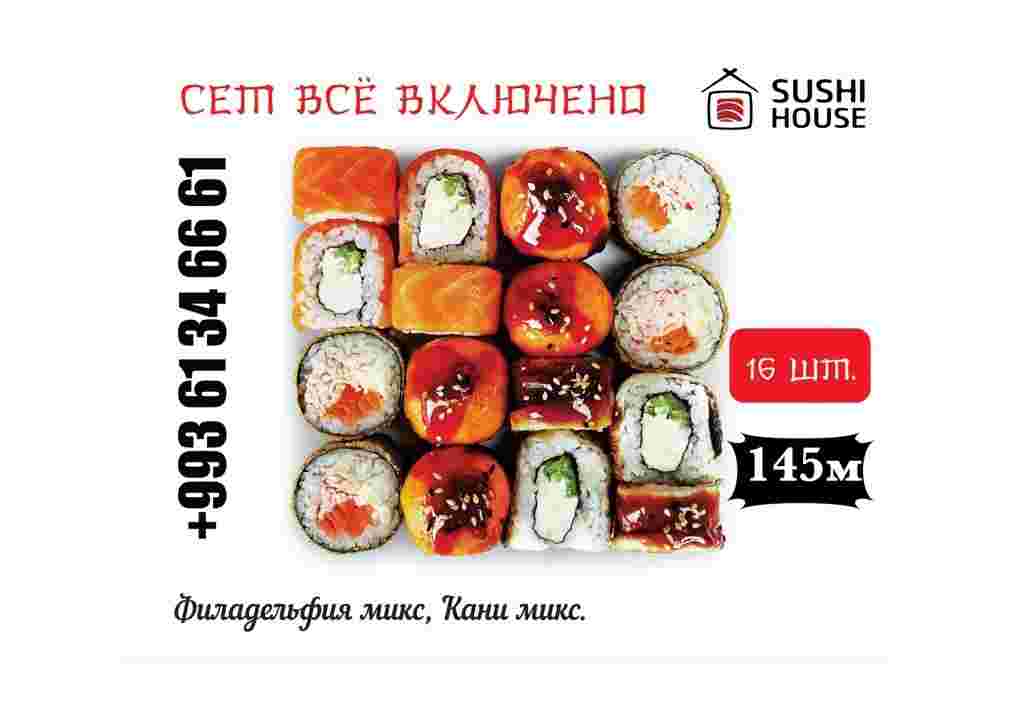 СЕТ ВСЁ ВКЛЮЧЕНО
SUSHI
HOUSE
+993 61 34 66 61
16 шт.
145м
Филадельфия микс, Кани микс.